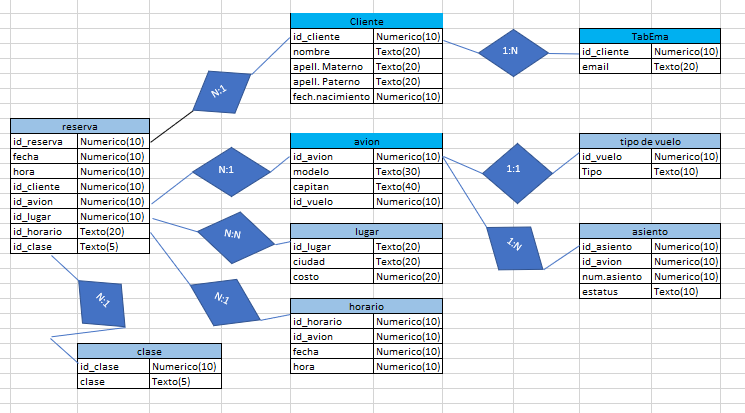 Cliente
id_cliente Numerico(10)
nombre Texto(20)
apell. Materno Texto(20)
apell. Paterno Texto(20)
fech.nacimiento Numerico(10)
1:N
TabEma
id_cliente Numerico(10)
email Texto(20)
N:1
reserva
id_reserva Numerico(10)
fecha Numerico(10)
hora Numerico(10)
id_cliente Numerico(10)
id_avion Numerico(10)
id_lugar Numerico(10)
id_horario Texto(20)
id_clase Texto(5)
N:1
avion
id_avion Numerico(10)
modelo Texto(30)
capitan Texto(40)
id_vuelo Numerico(10)
1:1
tipo de vuelo
id_vuelo Numerico(10)
Tipo Texto(10)
N:N
lugar
id_lugar Texto(20)
ciudad Texto(20)
costo Numerico(20)
1:N
asiento
id_asiento Numerico(10)
id_avion Numerico(10)
num.asiento Numerico(10)
estatus Texto(10)
N:1
N:1
horario
id_horario Numerico(10)
id_avion Numerico(10)
fecha Numerico(10)
hora Numerico(10)
clase
id_clase Numerico(10)
clase Texto(5)